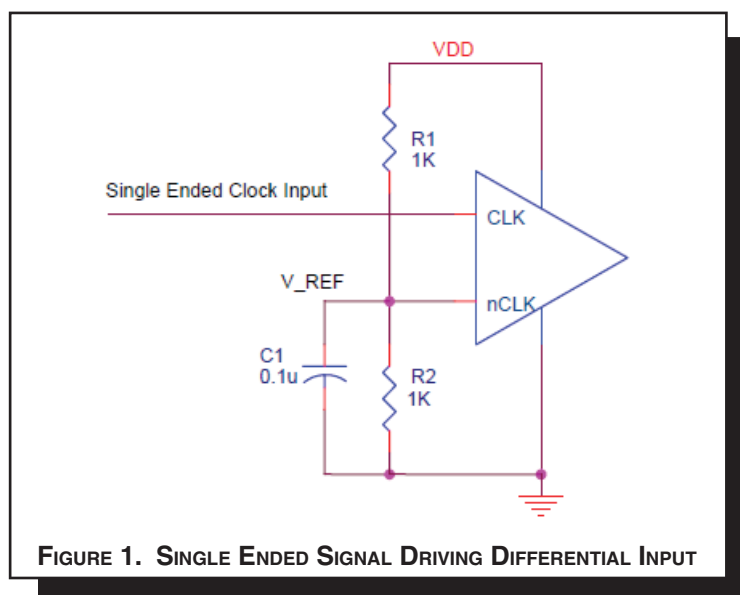 VDD
R1
1K
Single Ended Clock Input
CLK
V_REF
nCLK
C1
0.1u
R2
1K
FIGURE 1. SINGLE ENDED SIGNAL DRIVING DIFFERENTIAL INPUT